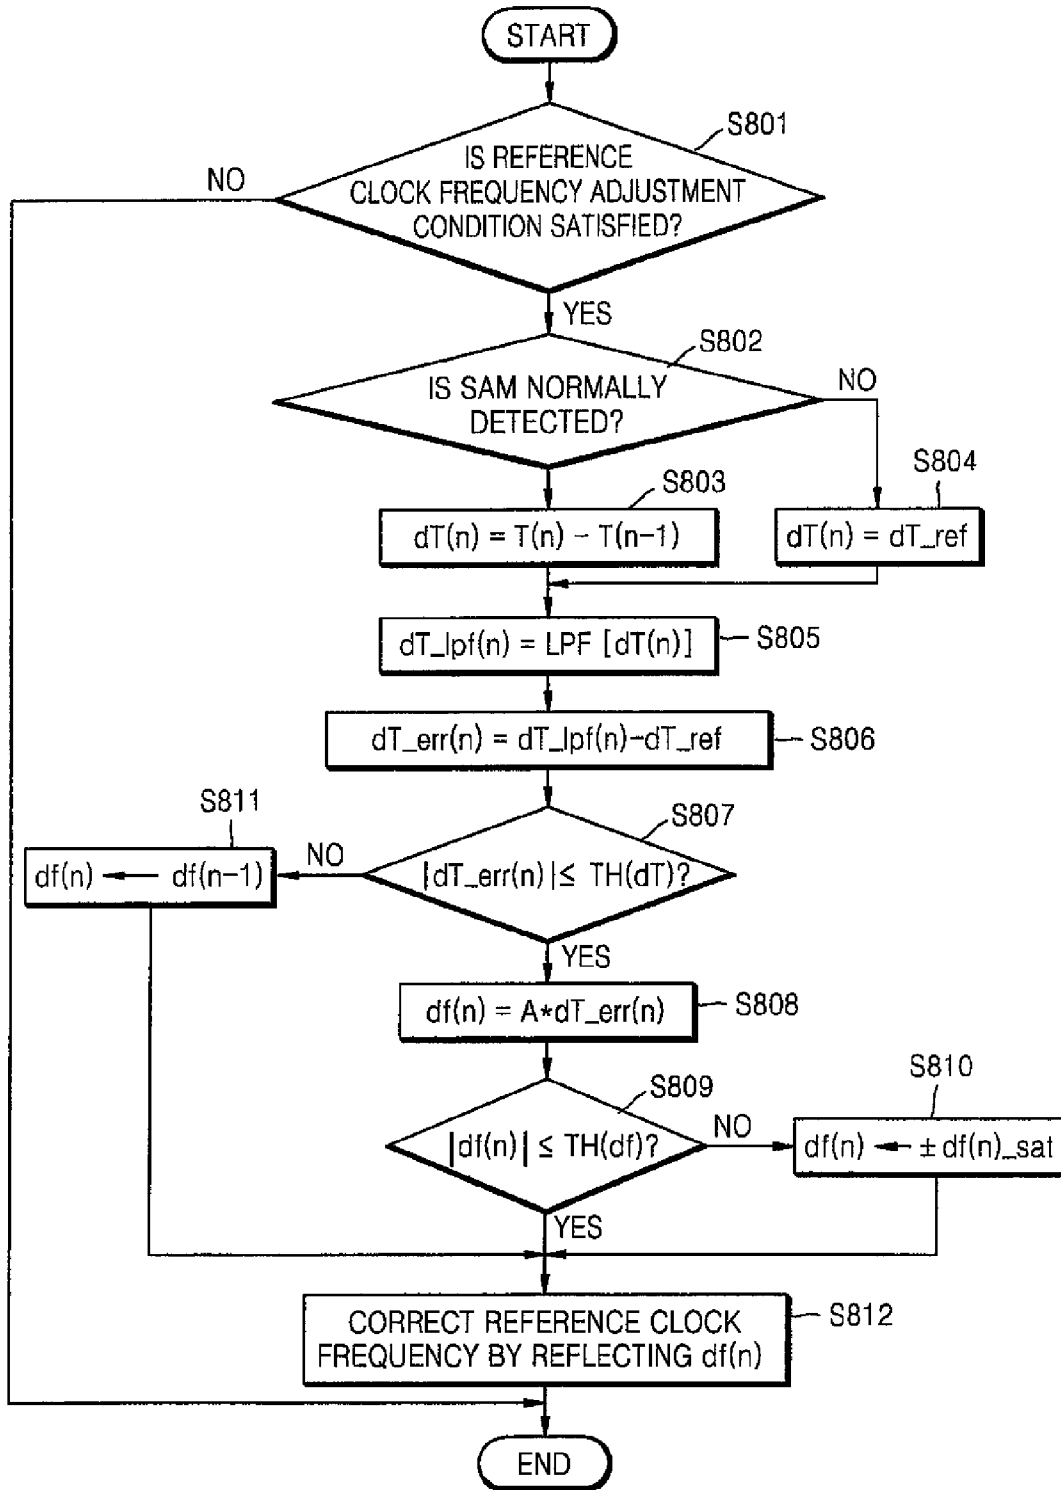 START
S801
IS REFERENCE
CLOCK FREQUENCY ADJUSTMENT
CONDITION SATISFIED?
NO
YES
S802
IS SAM NORMALLY
DETECTED?
NO
S803
dT(n) = T(n) - T(n-1)
S804
dT(n) = dT_ref
dT_lpf(n) = LPF [dT(n)]
S805
dT_err(n) = dT_lpf(n)-dT_ref
S806
S807
|dT_err(n)| ≤ TH(dT)?
NO
S811
df(n) ← df(n-1)
YES
df(n) = A*dT_err(n)
S808
S809
|df(n)| ≤ TH(df)?
NO
S810
df(n) ← ± df(n)_sat
YES
CORRECT REFERENCE CLOCK
FREQUENCY BY REFLECTING df(n)
S812
END